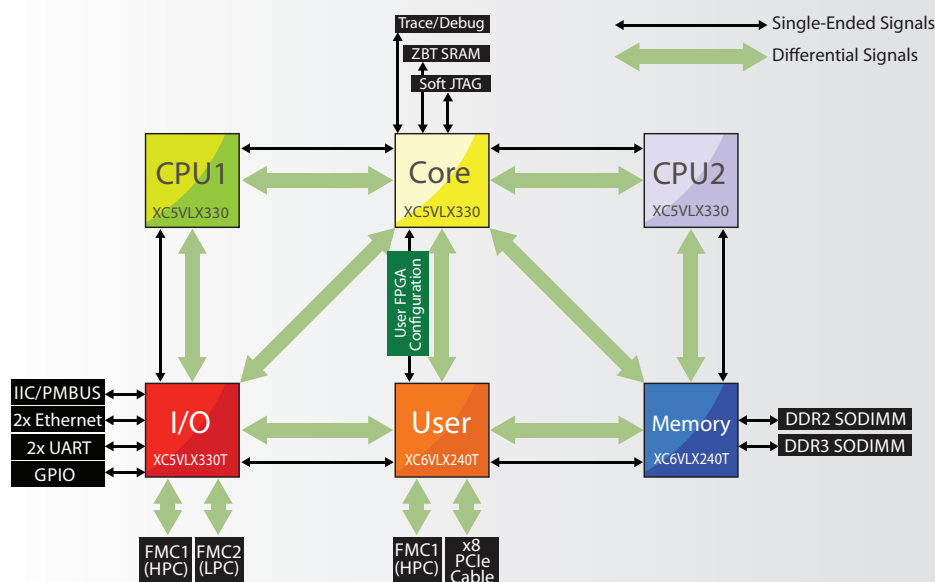 Trace/Debug
Single-Ended Signals
ZBT SRAM
Differential Signals
Soft JTAG
CPU1
XC5VLX330
Core
XC5VLX330
CPU2
XC5VLX330
User FPGA
Configuration
IIC/PMBUS
2x Ethernet
2x UART
GPIO
I/O
XC5VLX330T
User
XC6VLX240T
Memory
XC6VLX240T
DDR2 SODIMM
DDR3 SODIMM
FMC1
(HPC)
FMC2
(LPC)
FMC1
(HPC)
x8
PCIe
Cable